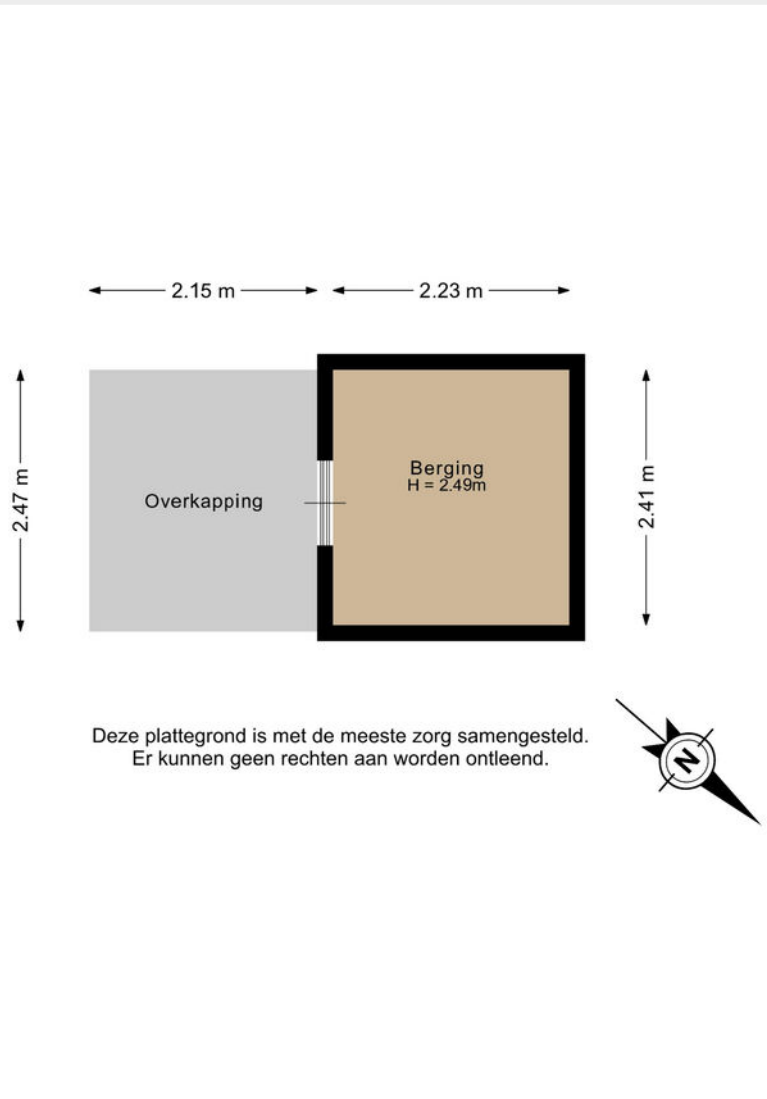 2.15 m
2.23 m
2.47 m
2.41 m
Berging
H = 2.49m
Overkapping
Deze plattegrond is met de meeste zorg samengesteld.
Er kunnen geen rechten aan worden ontleend.
N